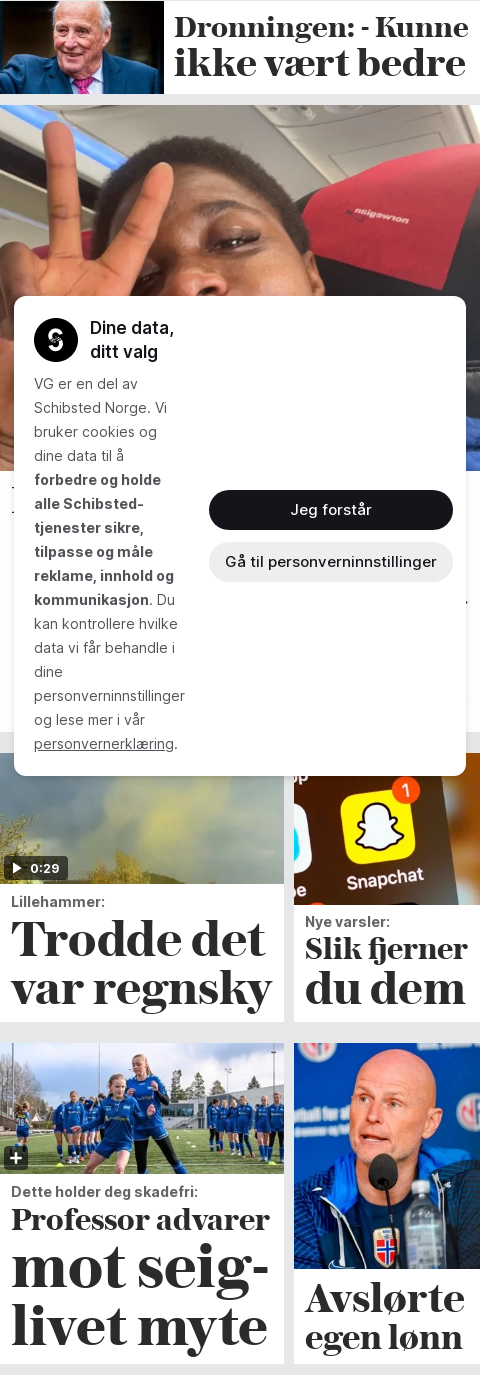 Dronningen: - Kunne
ikke vært bedre
norwegian
Dine data,
ditt valg
VG er en del av
Schibsted Norge. Vi
bruker cookies og
dine data til å
forbedre og holde
alle Schibsted-
tjenester sikre,
tilpasse og måle
reklame, innhold og
kommunikasjon. Du
kan kontrollere hvilke
data vi får behandle i
dine
personverninnstillinger
og lese mer i vår
personvernerklæring.
Jeg forstår
Gå til personverninnstillinger
0:29
Lillehammer:
Trodde det
var regnsky
1
Snapchat
Nye varsler:
Slik fjerner
du dem
Dette holder deg skadefri:
Professor advarer
mot seig-
livet myte
Avslørte
egen lønn